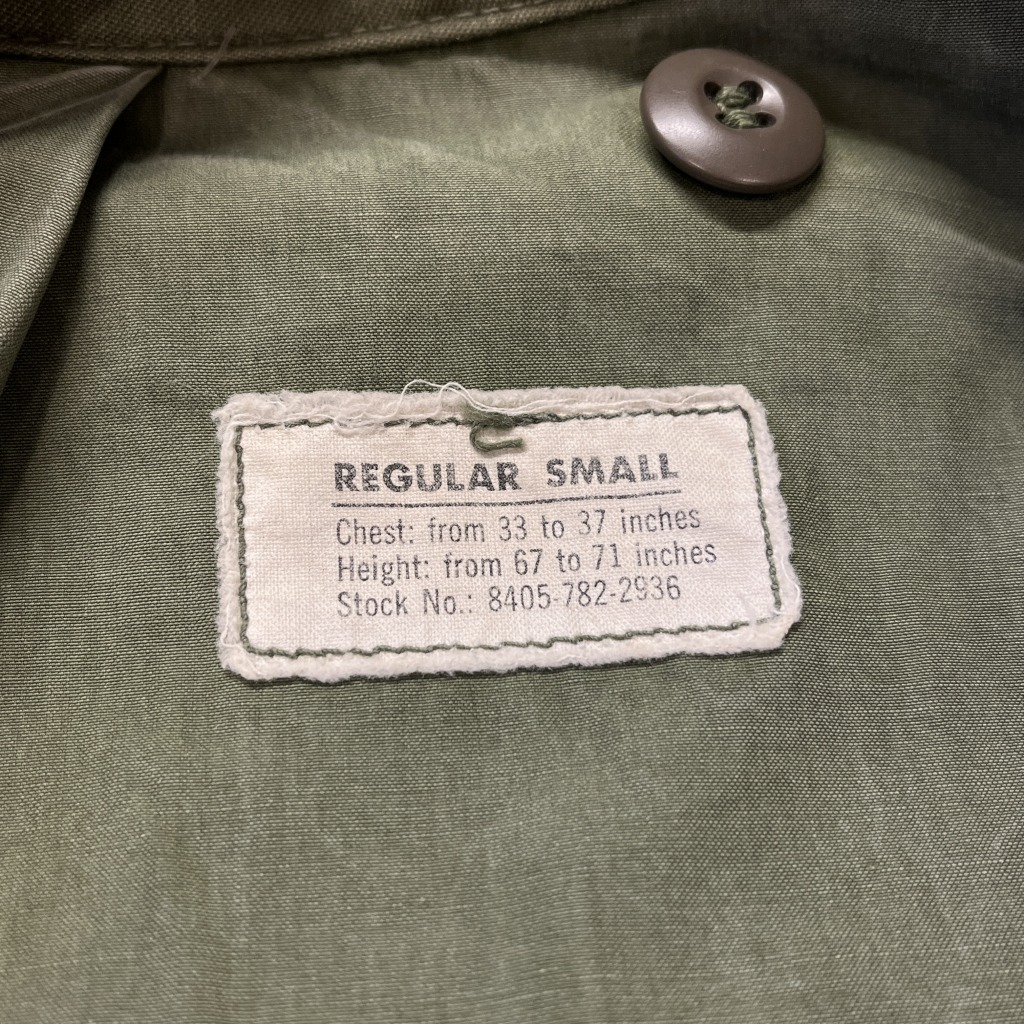 REGULAR SMALL
Chest: from 33 to 37 inches
Height: from 67 to 71 inches
Stock No.: 8405-782-2936